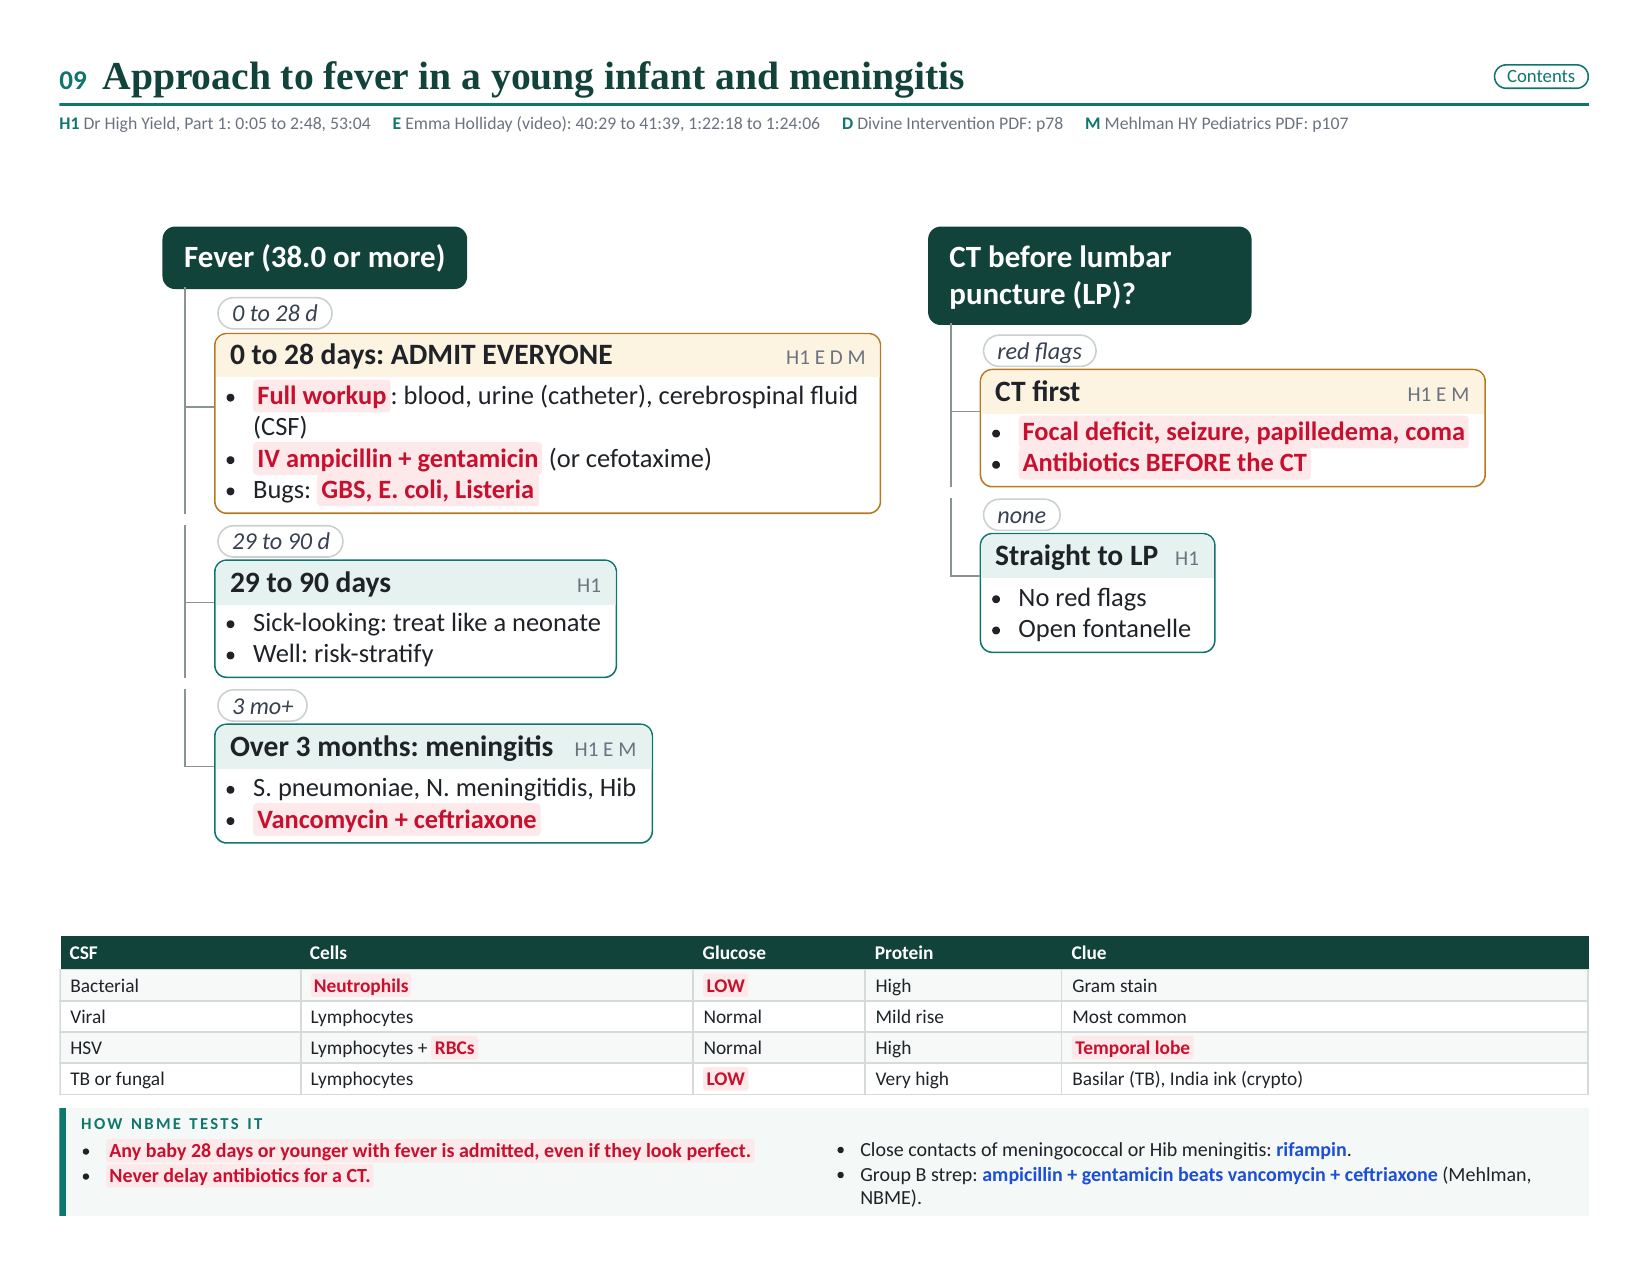 09 Approach to fever in a young infant and meningitis
Contents
H1 Dr High Yield, Part 1: 0:05 to 2:48, 53:04 E Emma Holliday (video): 40:29 to 41:39, 1:22:18 to 1:24:06 D Divine Intervention PDF: p78 M Mehlman HY Pediatrics PDF: p107
Fever (38.0 or more)
0 to 28 d
0 to 28 days: ADMIT EVERYONE H1 E D M
• Full workup: blood, urine (catheter), cerebrospinal fluid
(CSF)
• IV ampicillin + gentamicin (or cefotaxime)
• Bugs: GBS, E. coli, Listeria
29 to 90 d
29 to 90 days H1
• Sick-looking: treat like a neonate
• Well: risk-stratify
3 mo+
Over 3 months: meningitis H1 E M
• S. pneumoniae, N. meningitidis, Hib
• Vancomycin + ceftriaxone
CT before lumbar
puncture (LP)?
red flags
CT first H1 E M
• Focal deficit, seizure, papilledema, coma
• Antibiotics BEFORE the CT
none
Straight to LP H1
• No red flags
• Open fontanelle
CSF Cells Glucose Protein Clue
Bacterial Neutrophils LOW High Gram stain
Viral Lymphocytes Normal Mild rise Most common
HSV Lymphocytes + RBCs Normal High Temporal lobe
TB or fungal Lymphocytes LOW Very high Basilar (TB), India ink (crypto)
HOW NBME TESTS IT
• Any baby 28 days or younger with fever is admitted, even if they look perfect.
• Never delay antibiotics for a CT.
• Close contacts of meningococcal or Hib meningitis: rifampin.
• Group B strep: ampicillin + gentamicin beats vancomycin + ceftriaxone (Mehlman,
NBME).